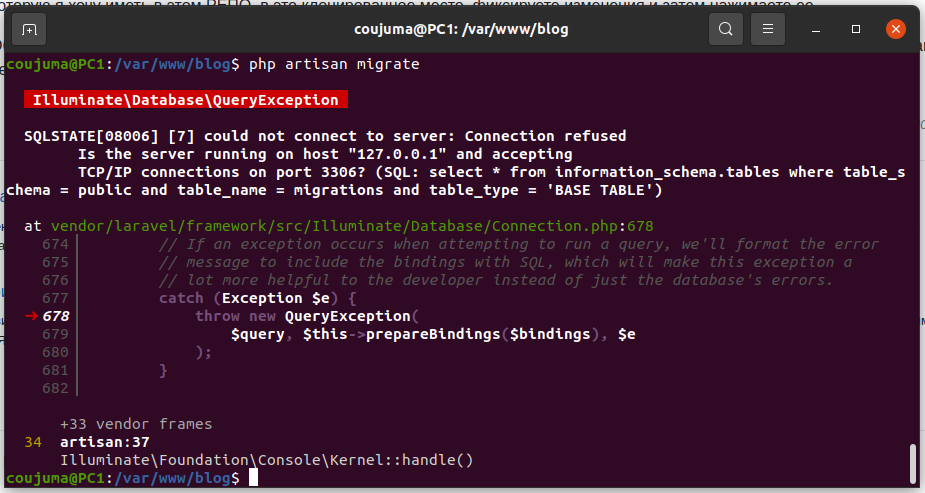 coujuma@PC1: /var/www/blog
coujuma@PC1:/var/www/blog$ php artisan migrate
Illuminate\Database\QueryException
SQLSTATE[08006] [7] could not connect to server: Connection refused
Is the server running on host "127.0.0.1" and accepting
TCP/IP connections on port 3306? (SQL: select * from information_schema.tables where table_s
chema = public and table_name = migrations and table_type = 'BASE TABLE')
at vendor/laravel/framework/src/Illuminate/Database/Connection.php:678
674 // If an exception occurs when attempting to run a query, we'll format the error
675 // message to include the bindings with SQL, which will make this exception a
676 // lot more helpful to the developer instead of just the database's errors.
677 catch (Exception $e) {
➜ 678 throw new QueryException(
679 $query, $this->prepareBindings($bindings), $e
680 );
681 }
682
+33 vendor frames
34 artisan:37
Illuminate\Foundation\Console\Kernel::handle()
coujuma@PC1:/var/www/blog$